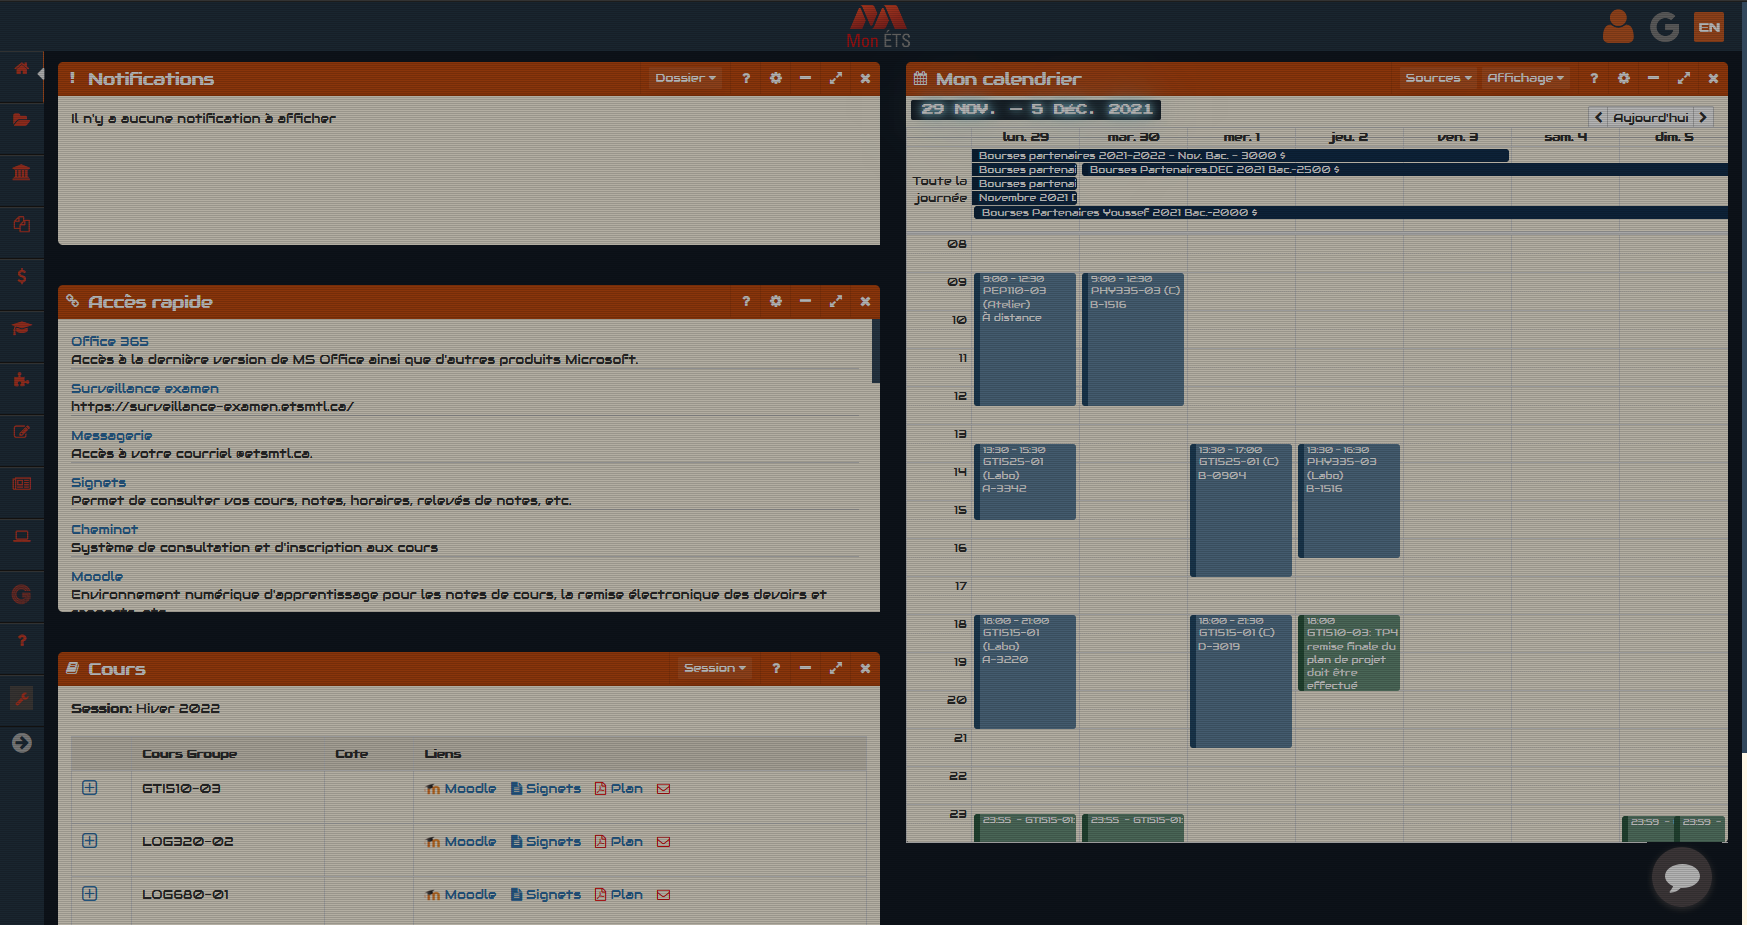 Mon ÉTS
EN
Notifications
Dossier
Il n'y a aucune notification à afficher
Accès rapide
Office 365
Accès à la dernière version de MS Office ainsi que d'autres produits Microsoft.
Surveillance examen
https://surveillance-examen.etsmtl.ca/
Messagerie
Accès à votre courriel @etsmtl.ca.
Signets
Permet de consulter vos cours, notes, horaires, relevés de notes, etc.
Cheminot
Système de consultation et d'inscription aux cours
Moodle
Environnement numérique d'apprentissage pour les notes de cours, la remise électronique des devoirs et
Cours
Session
Session: Hiver 2022
Cours Groupe Cote Liens
GTI510-03 Moodle Signets Plan
LOG320-02 Moodle Signets Plan
LOG680-01 Moodle Signets Plan
Mon calendrier
Sources Affichage
29 NOV. – 5 DéC. 2021
Aujourd'hui
lun. 29 mar. 30 mer. 1 jeu. 2 ven. 3 sam. 4 dim. 5
Toute la
journée
Bourses partenaires 2021-2022 - Nov. Bac. - 3000 $
Bourses partenai
Bourses Partenaires.DEC 2021 Bac.-2500 $
Bourses partenai
Novembre 2021 D
Bourses Partenaires Youssef 2021 Bac.-2000 $
08
09
9:00 - 12:30
PEP110-03
(Atelier)
À distance
9:00 - 12:30
PHY335-03 (C)
B-1516
10
11
12
13
13:30 - 15:30
GTI525-01
(Labo)
A-3342
13:30 - 17:00
GTI525-01 (C)
B-0904
13:30 - 16:30
PHY335-03
(Labo)
B-1516
14
15
16
17
18
18:00 - 21:00
GTI515-01
(Labo)
A-3220
18:00 - 21:30
GTI515-01 (C)
D-3019
18:00
GTI510-03: TP4
remise finale du
plan de projet
doit être
effectué
19
20
21
22
23
23:55 - GTI515-01:
23:55 - GTI515-01:
23:59 -
23:59 -